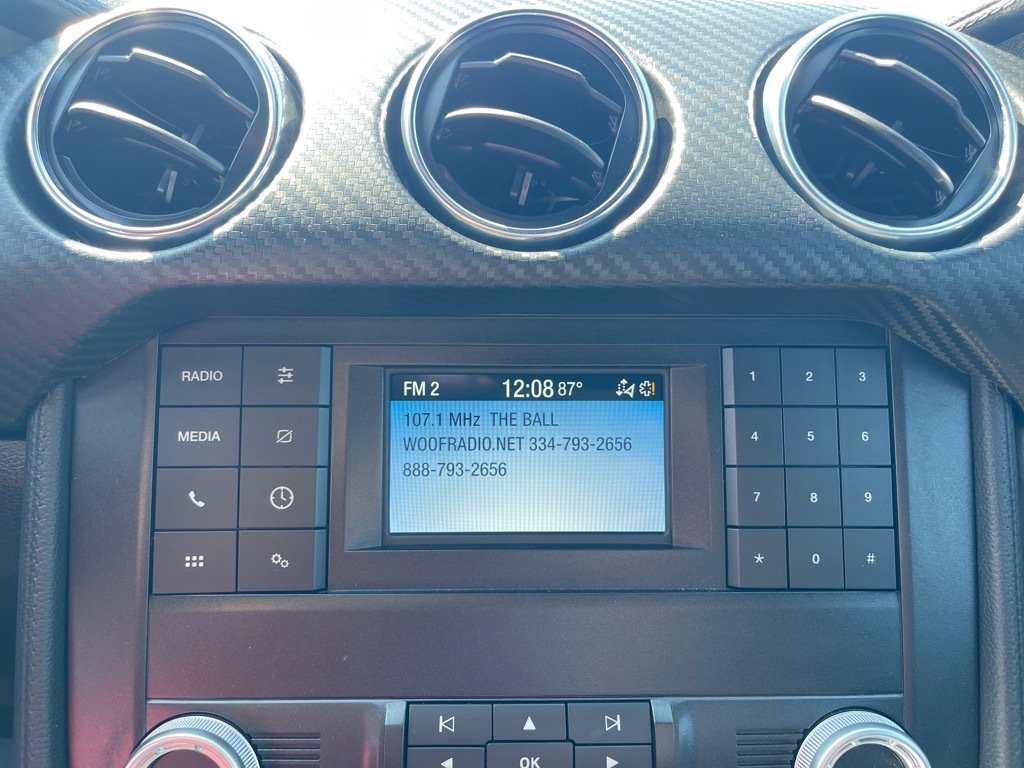 FM 2 12:08 87°
107.1 MHz THE BALL
WOOFRADIO.NET 334-793-2656
888-793-2656
RADIO
MEDIA
1 2 3
4 5 6
7 8 9
* 0 #
OK